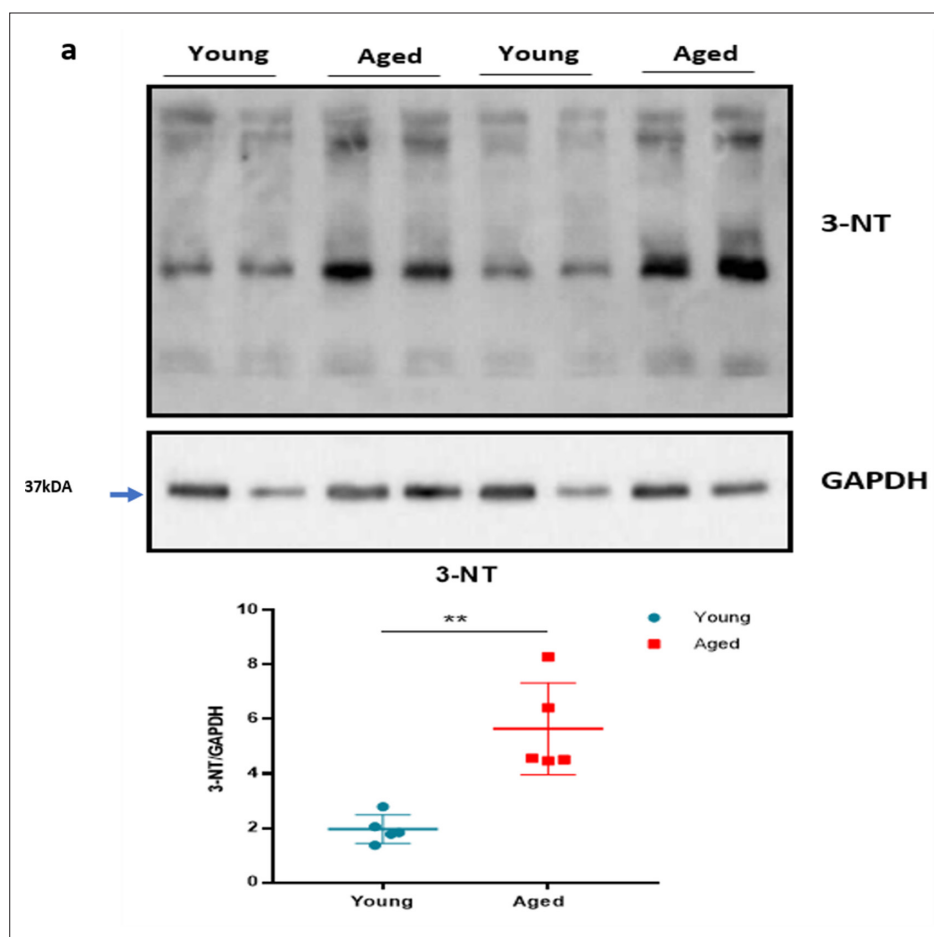 a
Young Aged Young Aged
3-NT
37kDA
GAPDH
3-NT
10
**
Young
Aged
8
6
4
2
0
3-NT/GAPDH
Young Aged